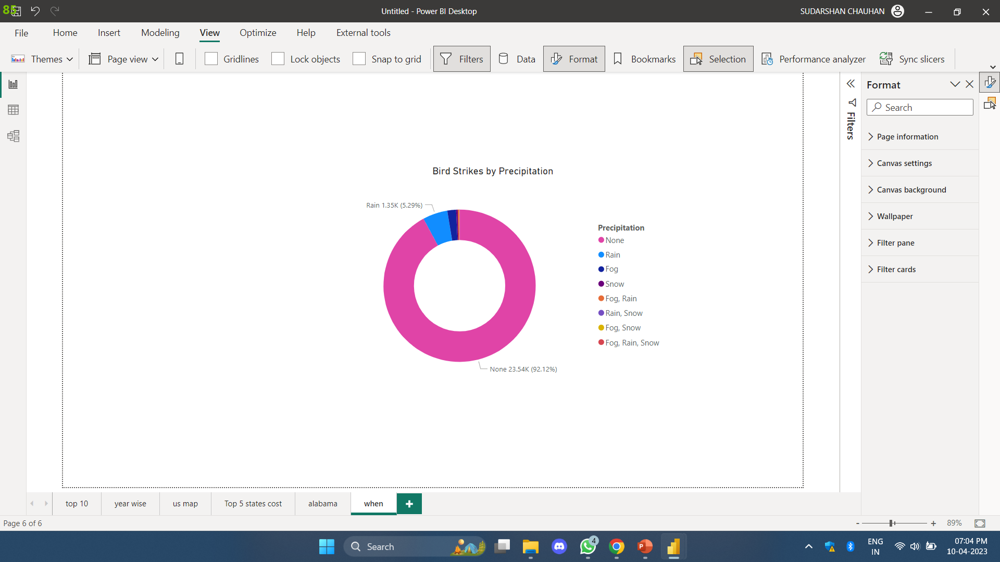 85
Untitled - Power BI Desktop
SUDARSHAN CHAUHAN
File Home Insert Modeling View Optimize Help External tools
Themes Page view Gridlines Lock objects Snap to grid Filters Data Format Bookmarks Selection Performance analyzer Sync slicers
Filters
Format
Search
Page information
Canvas settings
Canvas background
Wallpaper
Filter pane
Filter cards
Bird Strikes by Precipitation
Rain 1.35K (5.29%)
None 23.54K (92.12%)
Precipitation
None
Rain
Fog
Snow
Fog, Rain
Rain, Snow
Fog, Snow
Fog, Rain, Snow
top 10 year wise us map Top 5 states cost alabama when +
Page 6 of 6
- + 89%
Search
4
P
ENG
IN
07:04 PM
10-04-2023